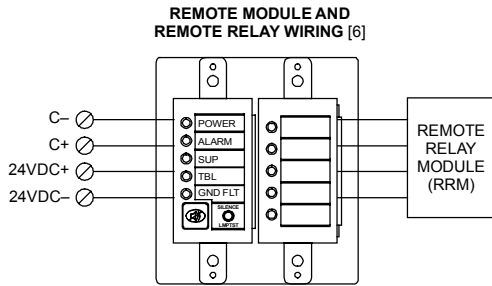 REMOTE MODULE AND
REMOTE RELAY WIRING [6]
C–
C+
24VDC+
24VDC–
POWER
ALARM
SUP
TBL
GND FLT
SILENCE
LMPTST
REMOTE
RELAY
MODULE
(RRM)